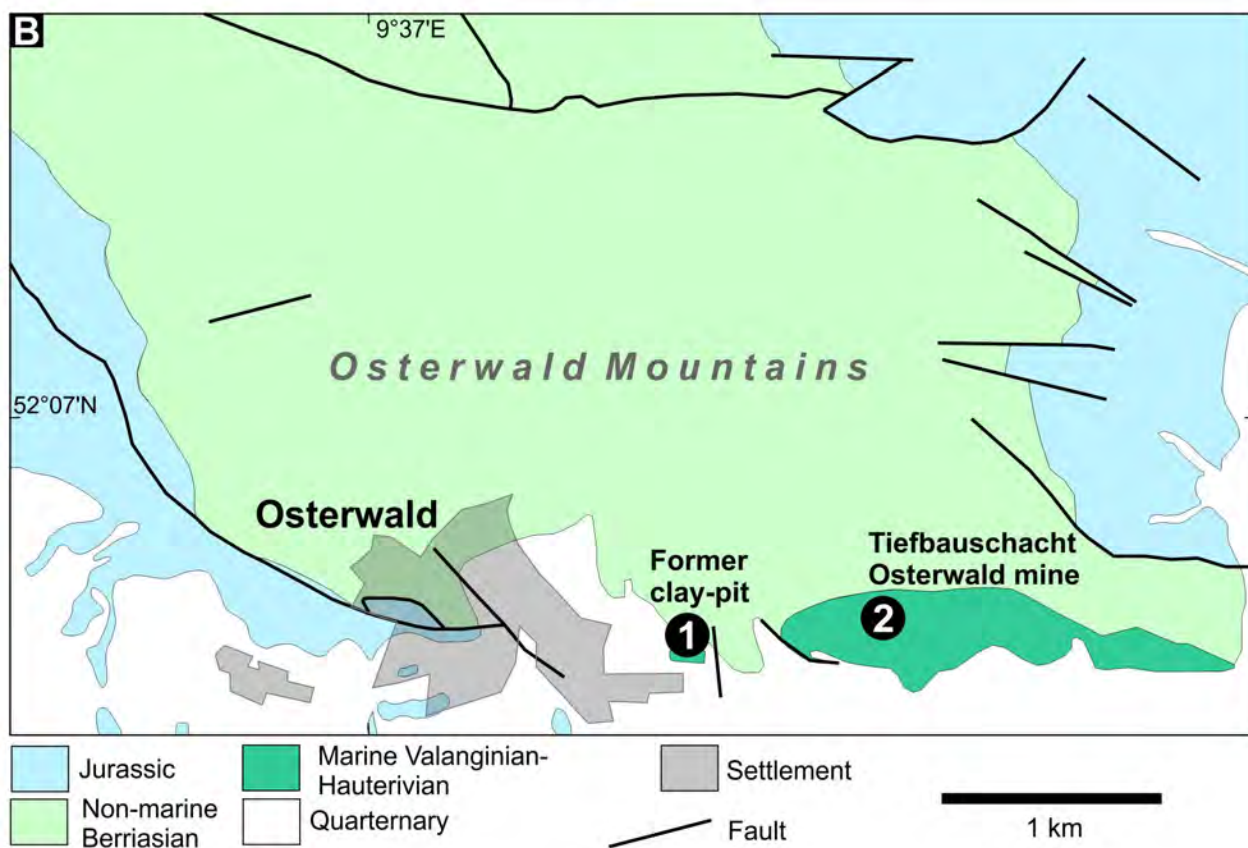 B
9°37'E
Osterwald Mountains
52°07'N
Osterwald
Former
clay-pit
1
Tiefbauschacht
Osterwald mine
2
Jurassic
Non-marine
Berriasian
Marine Valanginian-
Hauterivian
Quarternary
Settlement
Fault
1 km